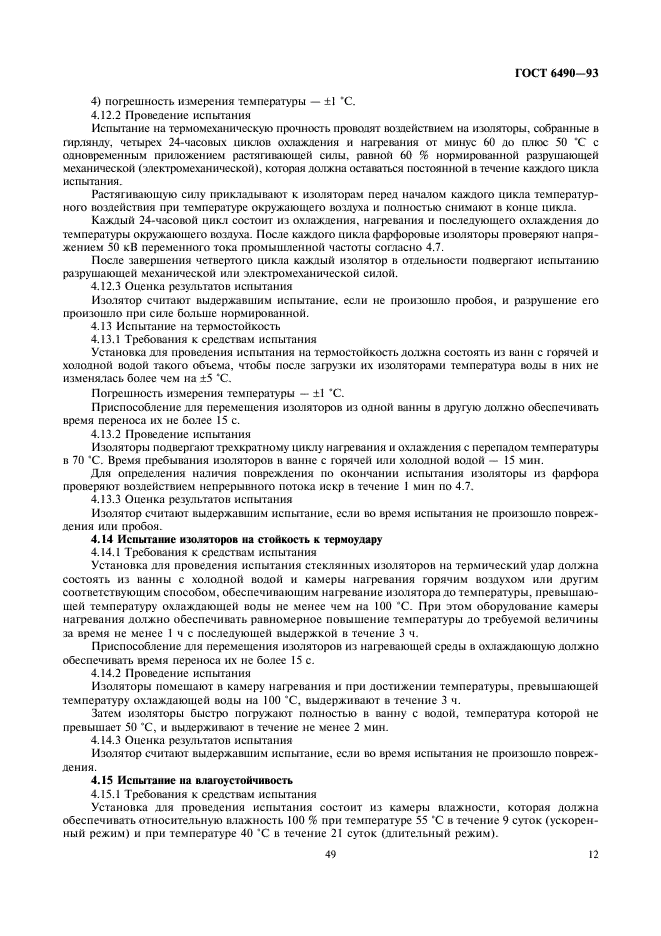 ГОСТ 6490—93
4) погрешность измерения температуры — ±1 ˚С.
4.12.2 Проведение испытания
Испытание на термомеханическую прочность проводят воздействием на изоляторы, собранные в
гирлянду, четырех 24-часовых циклов охлаждения и нагревания от минус 60 до плюс 50 ˚С с
одновременным приложением растягивающей силы, равной 60 % нормированной разрушающей
механической (электромеханической), которая должна оставаться постоянной в течение каждого цикла
испытания.
Растягивающую силу прикладывают к изоляторам перед началом каждого цикла температур-
ного воздействия при температуре окружающего воздуха и полностью снимают в конце цикла.
Каждый 24-часовой цикл состоит из охлаждения, нагревания и последующего охлаждения до
температуры окружающего воздуха. После каждого цикла фарфоровые изоляторы проверяют напря-
жением 50 кВ переменного тока промышленной частоты согласно 4.7.
После завершения четвертого цикла каждый изолятор в отдельности подвергают испытанию
разрушающей механической или электромеханической силой.
4.12.3 Оценка результатов испытания
Изолятор считают выдержавшим испытание, если не произошло пробоя, и разрушение его
произошло при силе больше нормированной.
4.13 Испытание на термостойкость
4.13.1 Требования к средствам испытания
Установка для проведения испытания на термостойкость должна состоять из ванн с горячей и
холодной водой такого объема, чтобы после загрузки их изоляторами температура воды в них не
изменялась более чем на ±5 ˚С.
Погрешность измерения температуры — ±1 ˚С.
Приспособление для перемещения изоляторов из одной ванны в другую должно обеспечивать
время переноса их не более 15 с.
4.13.2 Проведение испытания
Изоляторы подвергают трехкратному циклу нагревания и охлаждения с перепадом температуры
в 70 ˚С. Время пребывания изоляторов в ванне с горячей или холодной водой — 15 мин.
Для определения наличия повреждения по окончании испытания изоляторы из фарфора
проверяют воздействием непрерывного потока искр в течение 1 мин по 4.7.
4.13.3 Оценка результатов испытания
Изолятор считают выдержавшим испытание, если во время испытания не произошло повреж-
дения или пробоя.
4.14 Испытание изоляторов на стойкость к термоудару
4.14.1 Требования к средствам испытания
Установка для проведения испытания стеклянных изоляторов на термический удар должна
состоять из ванны с холодной водой и камеры нагревания горячим воздухом или другим
соответствующим способом, обеспечивающим нагревание изолятора до температуры, превышаю-
щей температуру охлаждающей воды не менее чем на 100 ˚С. При этом оборудование камеры
нагревания должно обеспечивать равномерное повышение температуры до требуемой величины
за время не менее 1 ч с последующей выдержкой в течение 3 ч.
Приспособление для перемещения изоляторов из нагревающей среды в охлаждающую должно
обеспечивать время переноса их не более 15 с.
4.14.2 Проведение испытания
Изоляторы помещают в камеру нагревания и при достижении температуры, превышающей
температуру охлаждающей воды на 100 ˚С, выдерживают в течение 3 ч.
Затем изоляторы быстро погружают полностью в ванну с водой, температура которой не
превышает 50 ˚С, и выдерживают в течение не менее 2 мин.
4.14.3 Оценка результатов испытания
Изолятор считают выдержавшим испытание, если во время испытания не произошло повреж-
дения.
4.15 Испытание на влагоустойчивость
4.15.1 Требования к средствам испытания
Установка для проведения испытания состоит из камеры влажности, которая должна
обеспечивать относительную влажность 100 % при температуре 55 ˚С в течение 9 суток (ускорен-
ный режим) и при температуре 40 ˚С в течение 21 суток (длительный режим).
49 12